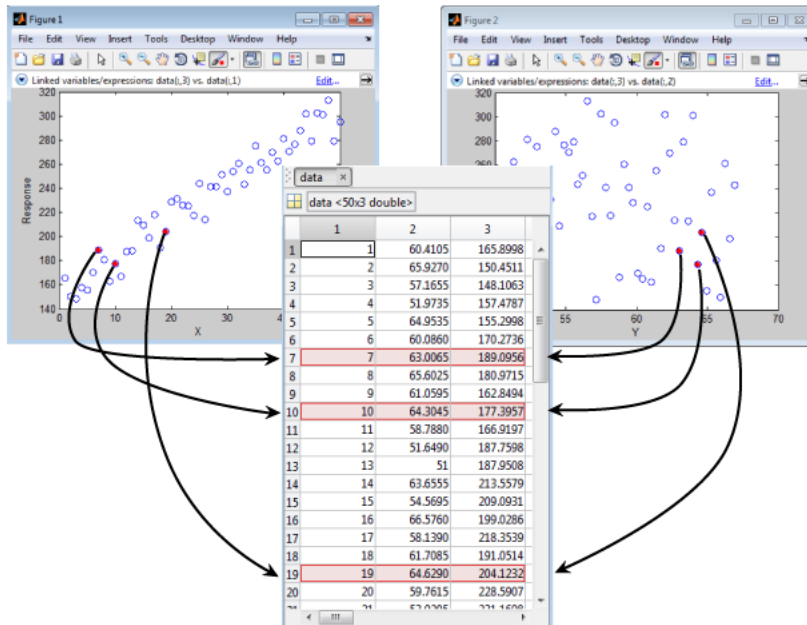 Figure 1
File Edit View Insert Tools Desktop Window Help
Linked variables/expressions: data(:,3) vs. data(:,1) Edit...
320
300
280
260
240
220
200
180
160
140
Response
0 10 20 30
X
Figure 2
File Edit View Insert Tools Desktop Window Help
Linked variables/expressions: data(:,3) vs. data(:,2) Edit...
320
300
55 60 65 70
Y
data ×
data <50x3 double>
1 2 3
1 1 60.4105 165.8998
2 2 65.9270 150.4511
3 3 57.1655 148.1063
4 4 51.9735 157.4787
5 5 64.9535 155.2998
6 6 60.0860 170.2736
7 7 63.0065 189.0956
8 8 65.6025 180.9715
9 9 61.0595 162.8494
10 10 64.3045 177.3957
11 11 58.7880 166.9197
12 12 51.6490 187.7598
13 13 51 187.9508
14 14 63.6555 213.5579
15 15 54.5695 209.0931
16 16 66.5760 199.0286
17 17 58.1390 218.3539
18 18 61.7085 191.0514
19 19 64.6290 204.1232
20 20 59.7615 228.5907